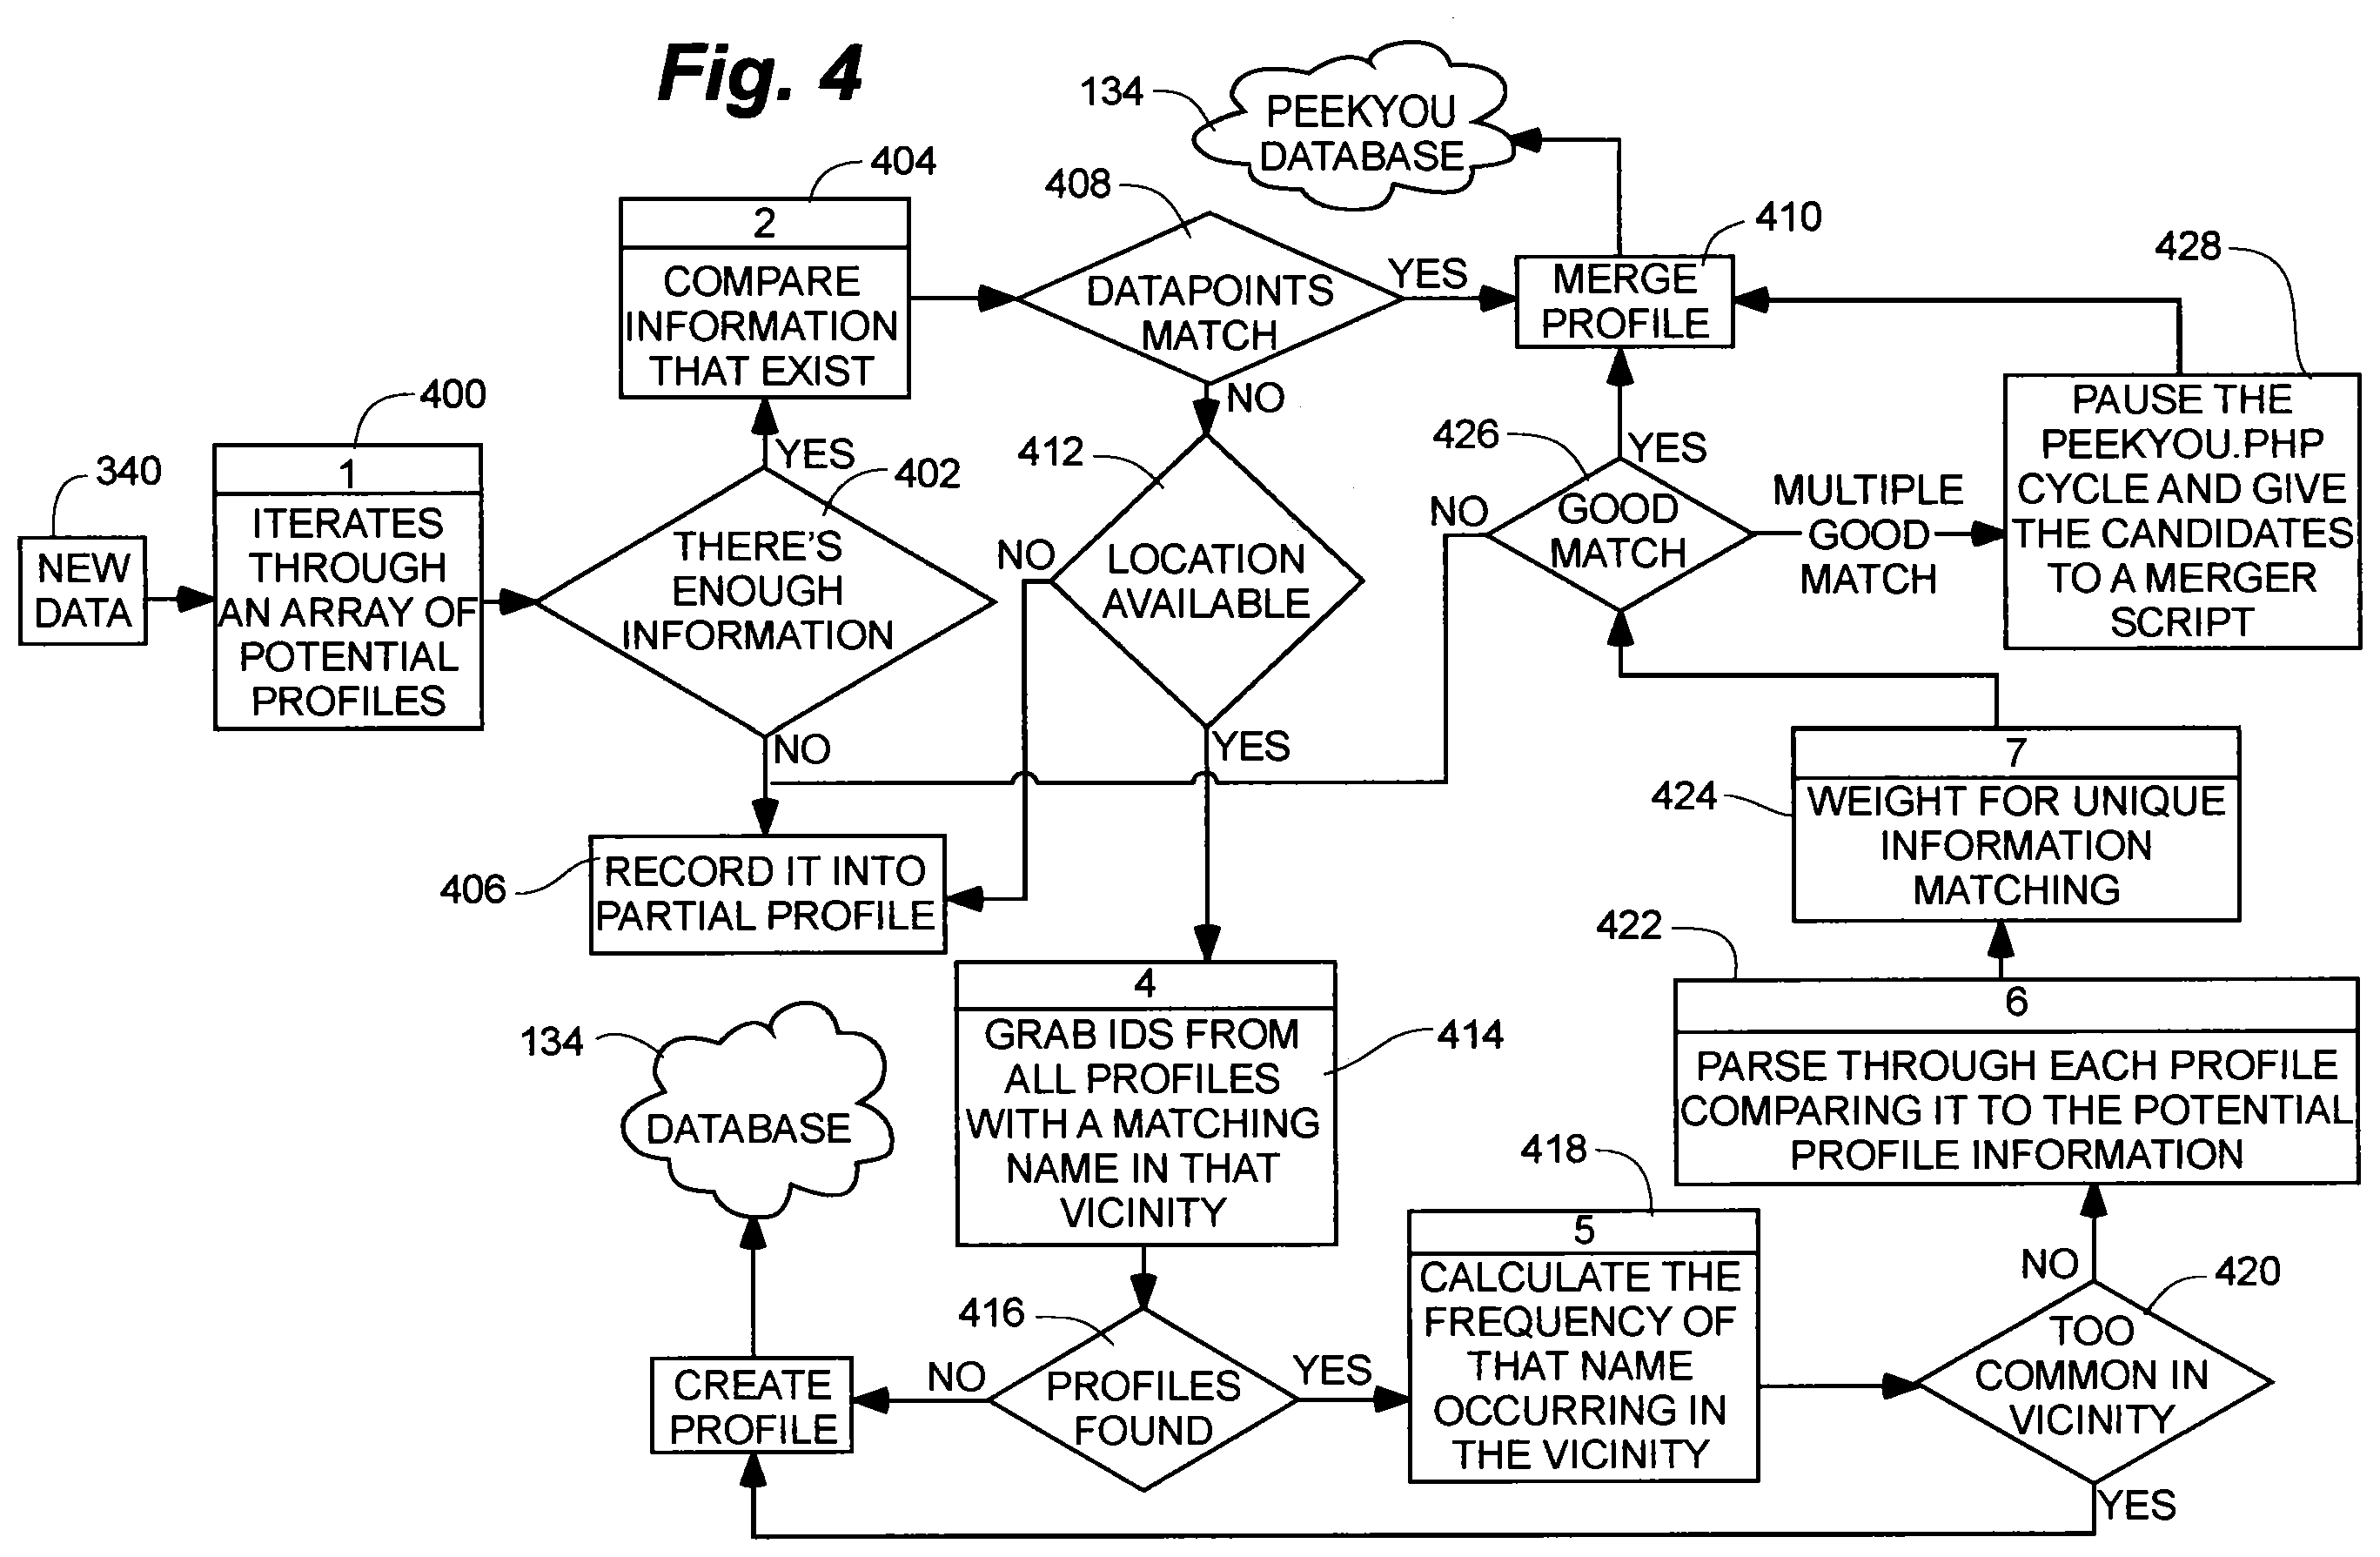 Fig. 4
134
PEEKYOU
DATABASE
404
2
COMPARE
INFORMATION
THAT EXIST
408
DATAPOINTS
MATCH
YES
NO
410
MERGE
PROFILE
428
PAUSE THE
PEEKYOU.PHP
CYCLE AND GIVE
THE CANDIDATES
TO A MERGER
SCRIPT
340
NEW
DATA
400
1
ITERATES
THROUGH
AN ARRAY OF
POTENTIAL
PROFILES
YES
402
THERE'S
ENOUGH
INFORMATION
NO
412
NO
LOCATION
AVAILABLE
YES
426
YES
NO
GOOD
MATCH
MULTIPLE
GOOD
MATCH
406
RECORD IT INTO
PARTIAL PROFILE
424
7
WEIGHT FOR UNIQUE
INFORMATION
MATCHING
422
6
PARSE THROUGH EACH PROFILE
COMPARING IT TO THE POTENTIAL
PROFILE INFORMATION
134
DATABASE
4
GRAB IDS FROM
ALL PROFILES
WITH A MATCHING
NAME IN THAT
VICINITY
414
416
PROFILES
FOUND
NO
YES
CREATE
PROFILE
418
5
CALCULATE THE
FREQUENCY OF
THAT NAME
OCCURRING IN
THE VICINITY
NO
420
TOO
COMMON IN
VICINITY
YES